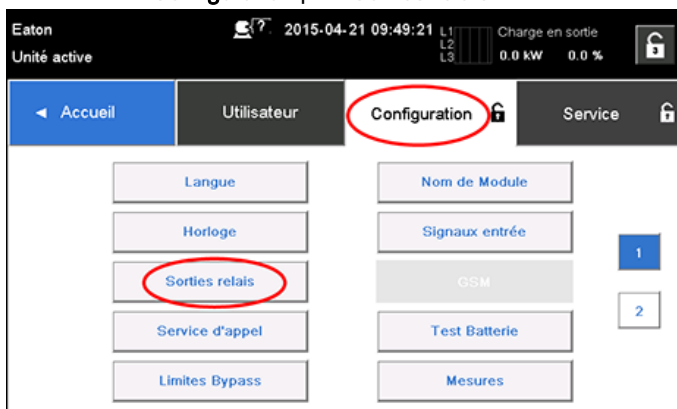 Eaton
Unité active
2015-04-21 09:49:21
L1
L2
L3
Charge en sortie
0.0 kW 0.0 %
3
◄ Accueil
Utilisateur
Configuration
Service
Langue
Nom de Module
Horloge
Signaux entrée
1
Sorties relais
GSM
2
Service d'appel
Test Batterie
Limites Bypass
Mesures